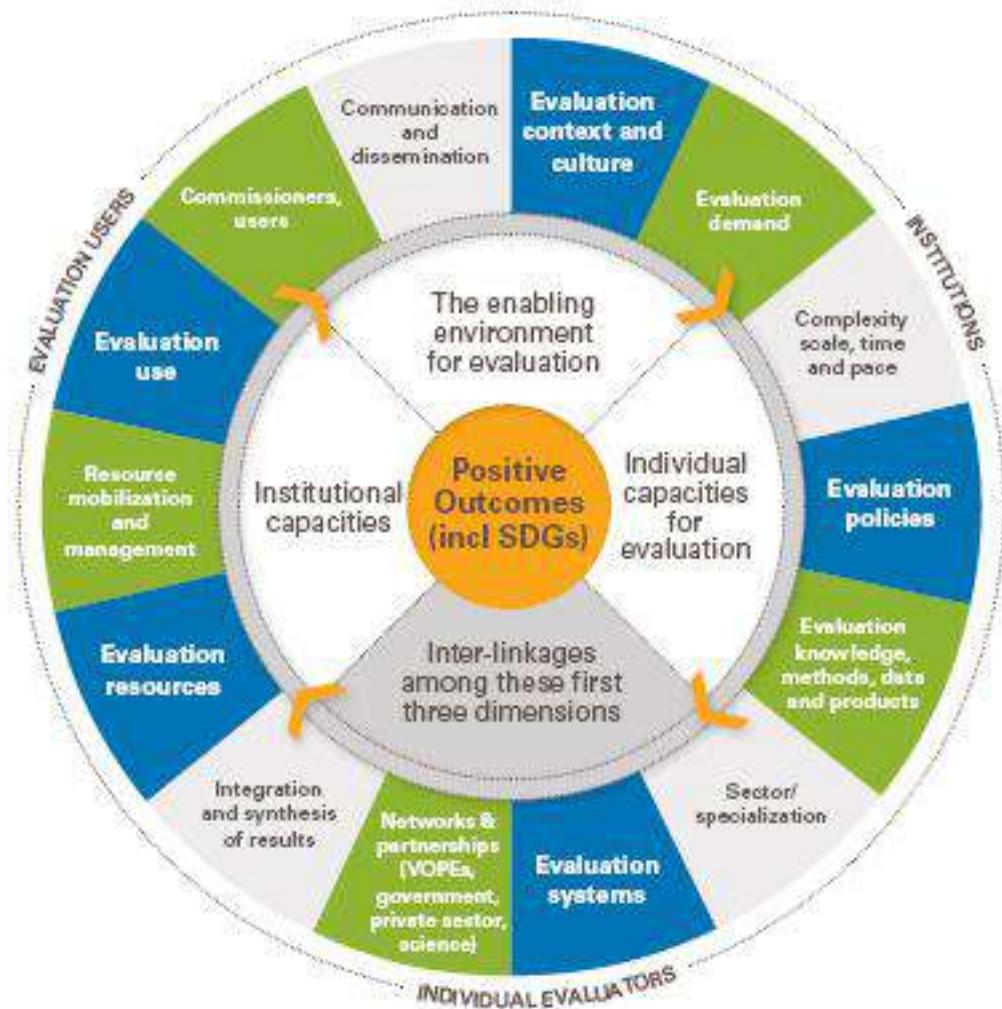 Communication
and
dissemination
Evaluation
context and
culture
Evaluation
demand
Complexity
scale, time
and pace
Evaluation
policies
Evaluation
knowledge,
methods, data
and products
Sector/
specialization
Evaluation
systems
Networks &
partnerships
(VOPEs,
government,
private sector,
science)
Integration
and synthesis
of results
Evaluation
resources
Resource
mobilization
and
management
Evaluation
use
Commissioners,
users
The enabling
environment
for evaluation
Individual
capacities
for
evaluation
Inter-linkages
among these first
three dimensions
Institutional
capacities
Positive
Outcomes
(incl SDGs)
EVALUATION USERS
INSTITUTIONS
INDIVIDUAL EVALUATORS